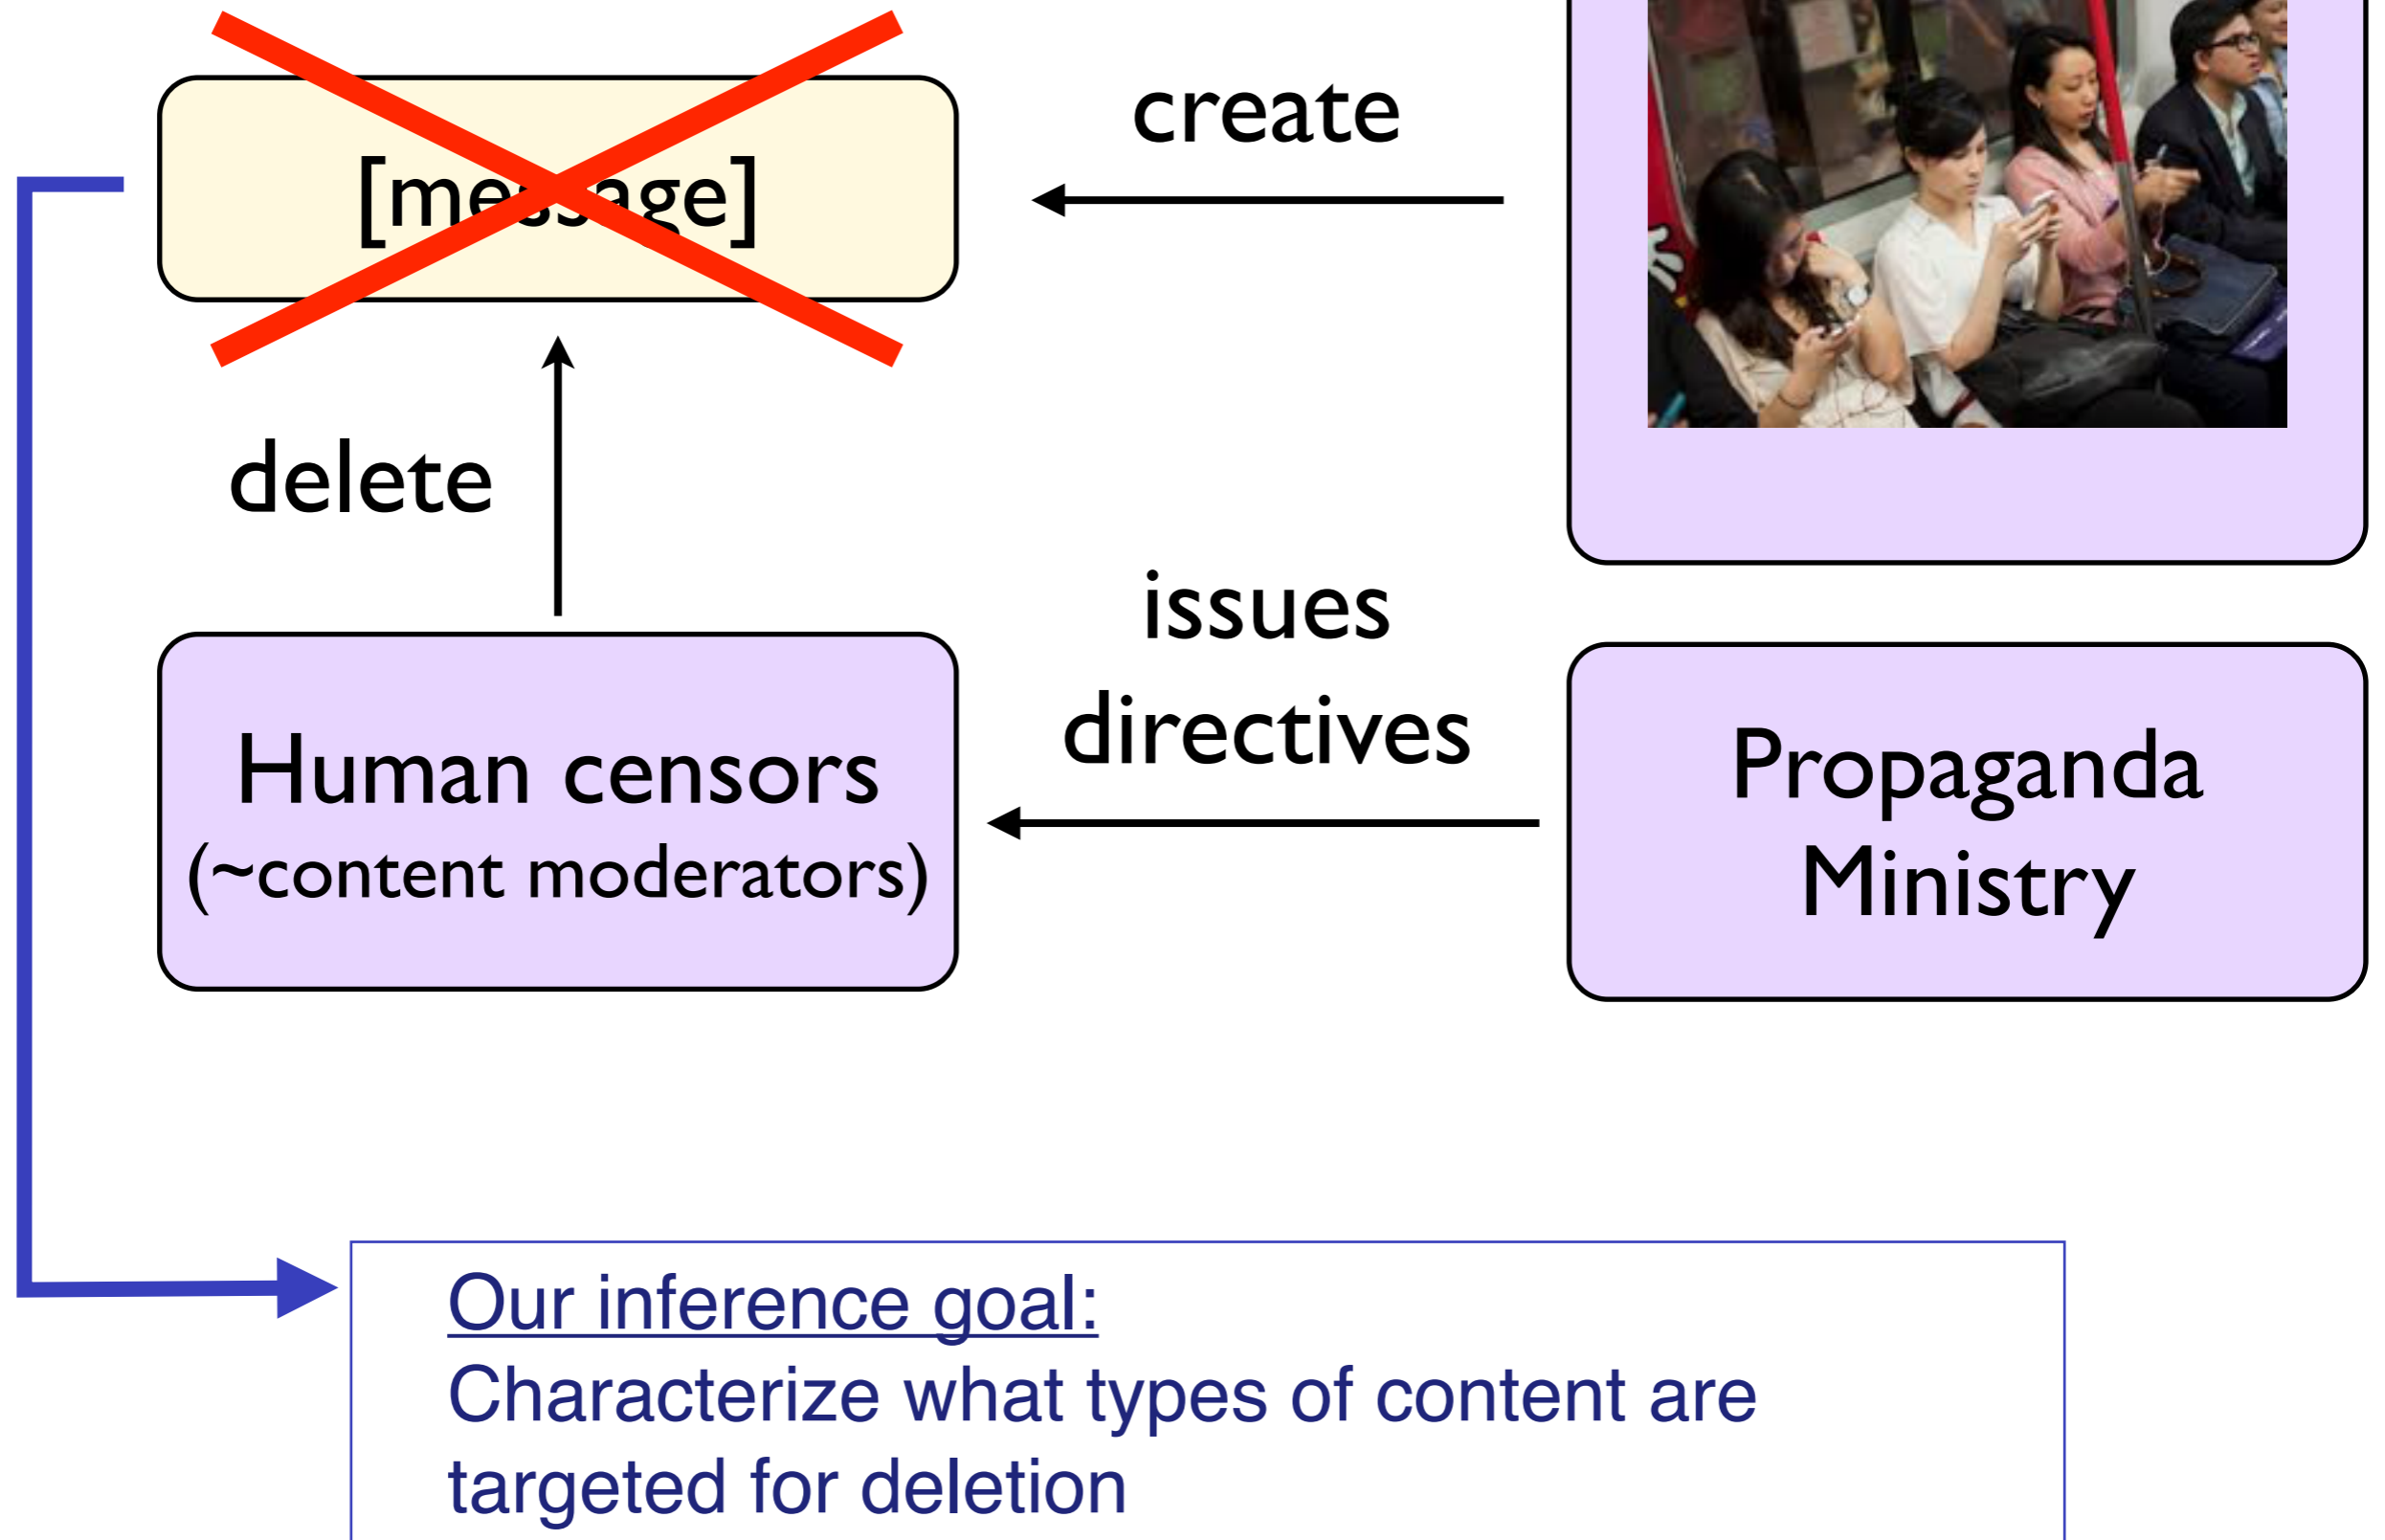 [message]
create
delete
issues
directives
Human censors
(~content moderators)
Propaganda
Ministry
Our inference goal:
Characterize what types of content are
targeted for deletion